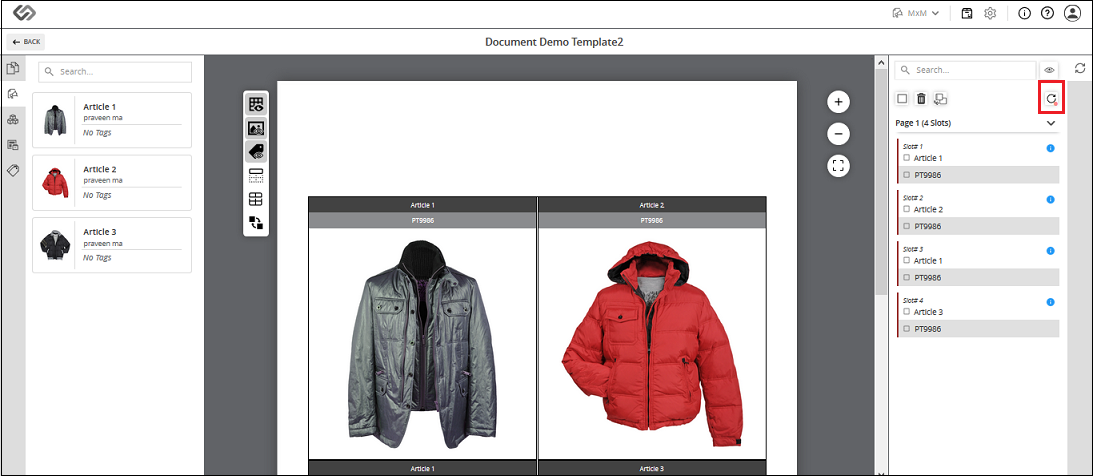 MxM
BACK
Document Demo Template2
Search...
Article 1
praveen ma
No Tags
Article 2
praveen ma
No Tags
Article 3
praveen ma
No Tags
Article 1
Article 2
PT9986
PT9986
Article 1
Article 3
Search...
Page 1 (4 Slots)
Slot# 1
Article 1
PT9986
Slot# 2
Article 2
PT9986
Slot# 3
Article 1
PT9986
Slot# 4
Article 3
PT9986